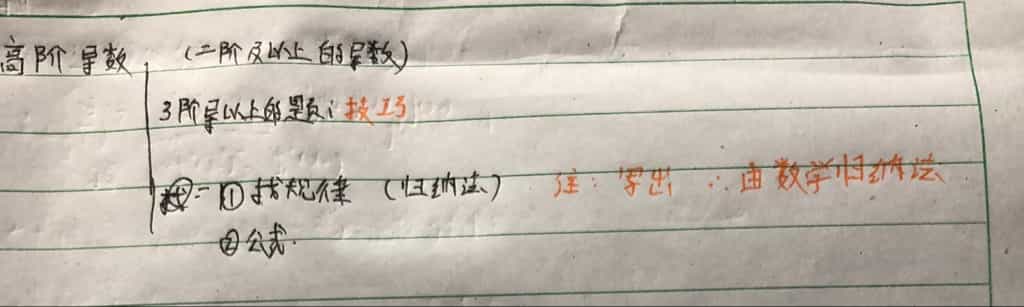 高阶导数 (二阶及以上的导数)
3阶导以上的题: 技巧
= ① 找规律 (归纳法) 注: 写出 ∴ 由数学归纳法
② 公式.